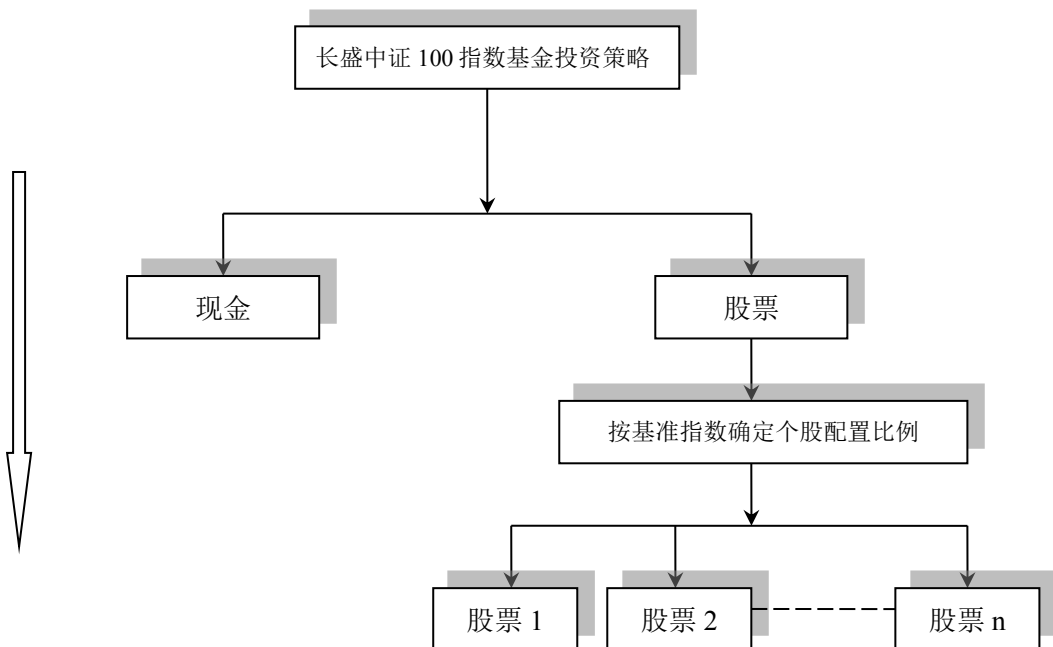 长盛中证 100 指数基金投资策略
现金
股票
按基准指数确定个股配置比例
股票 1
股票 2
股票 n